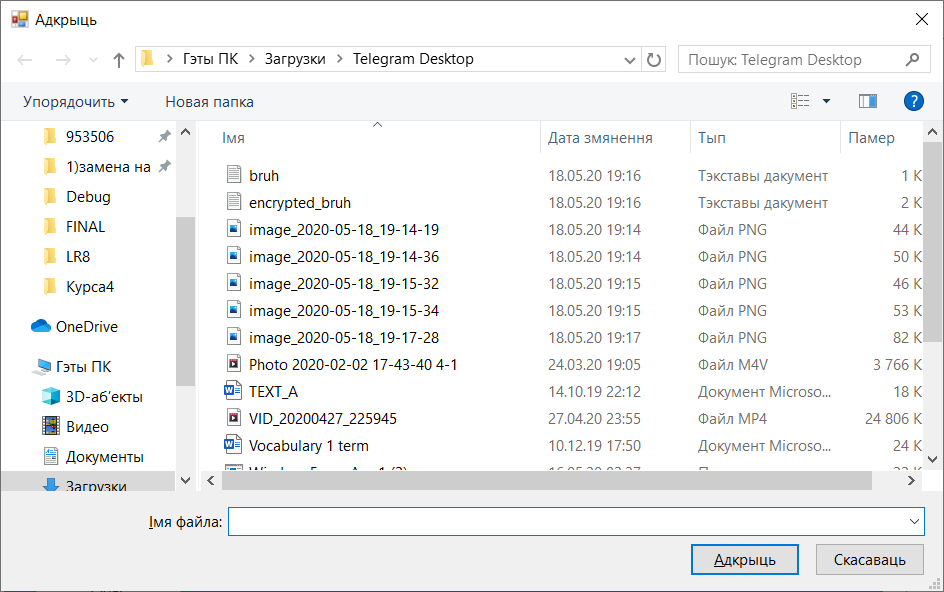 Адкрыць
Гэты ПК Загрузки Telegram Desktop
Пошук: Telegram Desktop
Упорядочить Новая папка
953506
1)замена на
Debug
FINAL
LR8
Курса4
OneDrive
Гэты ПК
3D-аб'екты
Видео
Документы
Загрузки
Імя Дата змянення Тып Памер
bruh 18.05.20 19:16 Тэкставы дакумент 1 К
encrypted_bruh 18.05.20 19:16 Тэкставы дакумент 2 К
image_2020-05-18_19-14-19 18.05.20 19:14 Файл PNG 44 К
image_2020-05-18_19-14-36 18.05.20 19:14 Файл PNG 50 К
image_2020-05-18_19-15-32 18.05.20 19:15 Файл PNG 46 К
image_2020-05-18_19-15-34 18.05.20 19:15 Файл PNG 53 К
image_2020-05-18_19-17-28 18.05.20 19:17 Файл PNG 82 К
Photo 2020-02-02 17-43-40 4-1 24.03.20 19:05 Файл M4V 3 766 К
TEXT_A 14.10.19 22:12 Документ Microso... 18 К
VID_20200427_225945 27.04.20 23:55 Файл MP4 24 806 К
Vocabulary 1 term 10.12.19 17:50 Документ Microso... 24 К
Імя файла:
Адкрыць Скасаваць